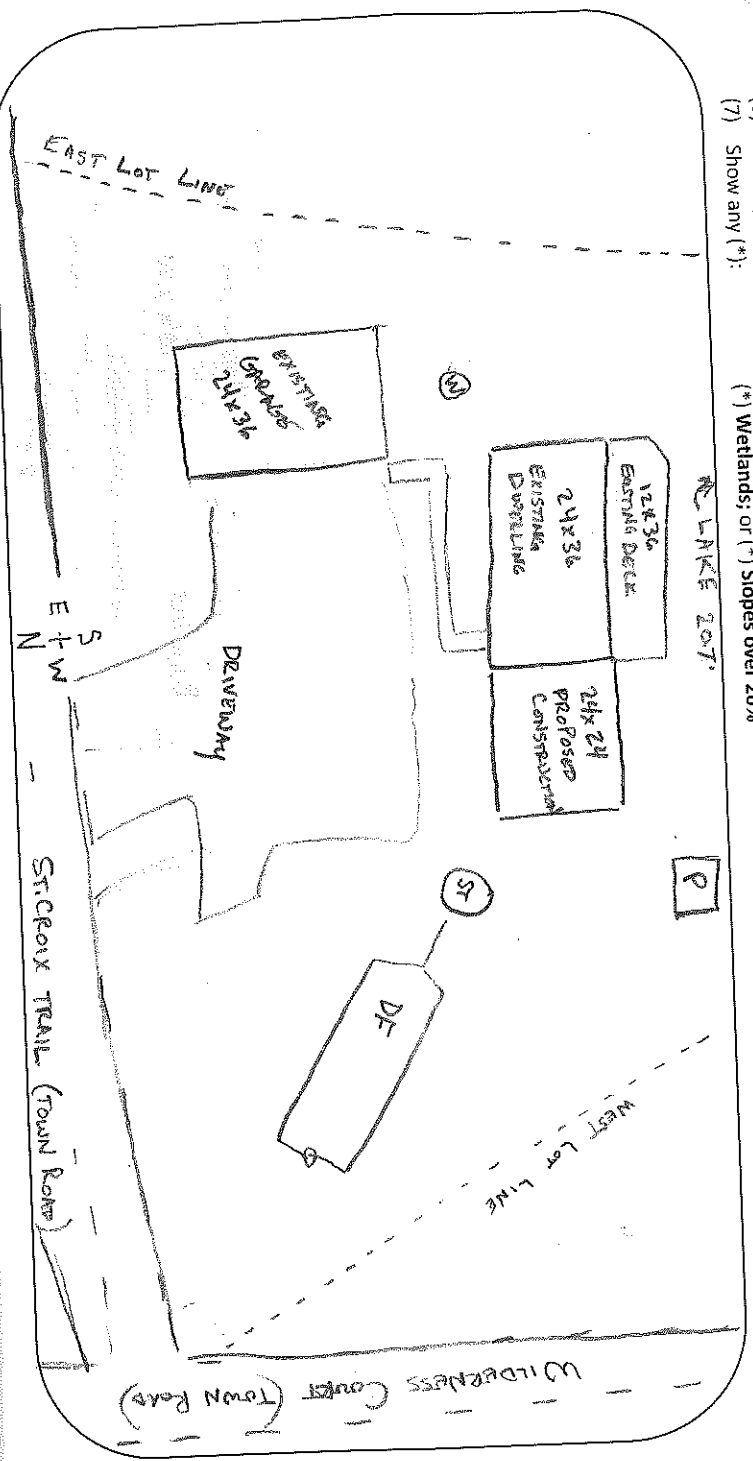 (7) Show any (*):
(*) Wetlands; or (*) Slopes over 20%
LAKE 207'
EAST LOT LINE
12x36
EXISTING DECK
24x36
EXISTING
DWELLING
24x24
PROPOSED
CONSTRUCTION
W
EXISTING
GARAGE
24x36
P
ST
DF
DRIVEWAY
WEST LOT LINE
S
E + W
N
ST. CROIX TRAIL (TOWN ROAD)
WILDERNESS COURT (TOWN ROAD)